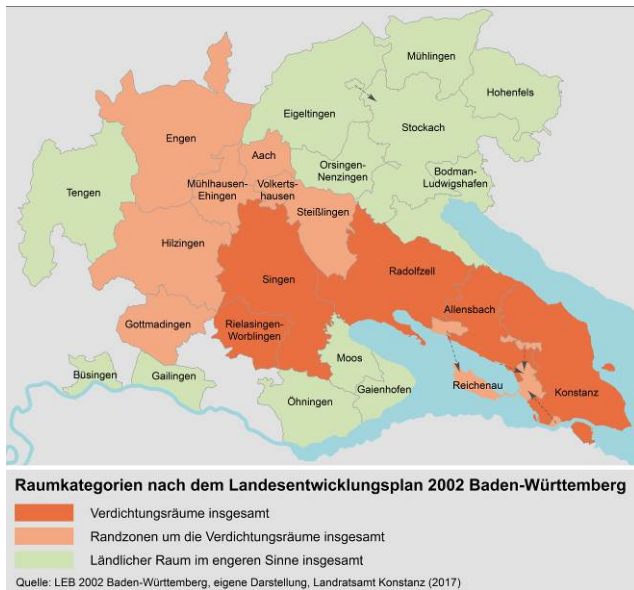 Mühlingen
Hohenfels
Eigeltingen
Stockach
Engen
Aach
Orsingen-
Nenzingen
Bodman-
Ludwigshafen
Tengen
Mühlhausen-
Ehingen
Volkerts-
hausen
Steißlingen
Hilzingen
Singen
Radolfzell
Allensbach
Gottmadingen
Rielasingen-
Worblingen
Moos
Büsingen
Gailingen
Gaienhofen
Reichenau
Konstanz
Öhningen
Raumkategorien nach dem Landesentwicklungsplan 2002 Baden-Württemberg
Verdichtungsräume insgesamt
Randzonen um die Verdichtungsräume insgesamt
Ländlicher Raum im engeren Sinne insgesamt
Quelle: LEB 2002 Baden-Württemberg, eigene Darstellung, Landratsamt Konstanz (2017)